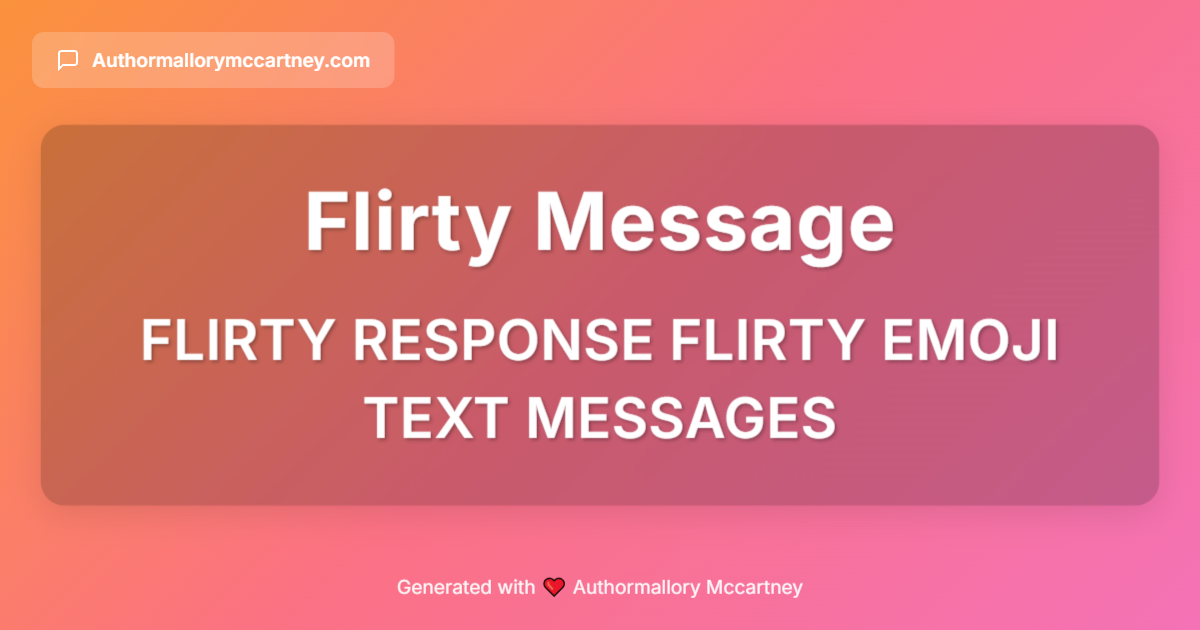 Authormallorymccartney.com
Flirty Message
FLIRTY RESPONSE FLIRTY EMOJI
TEXT MESSAGES
Generated with ❤️ Authormallory Mccartney